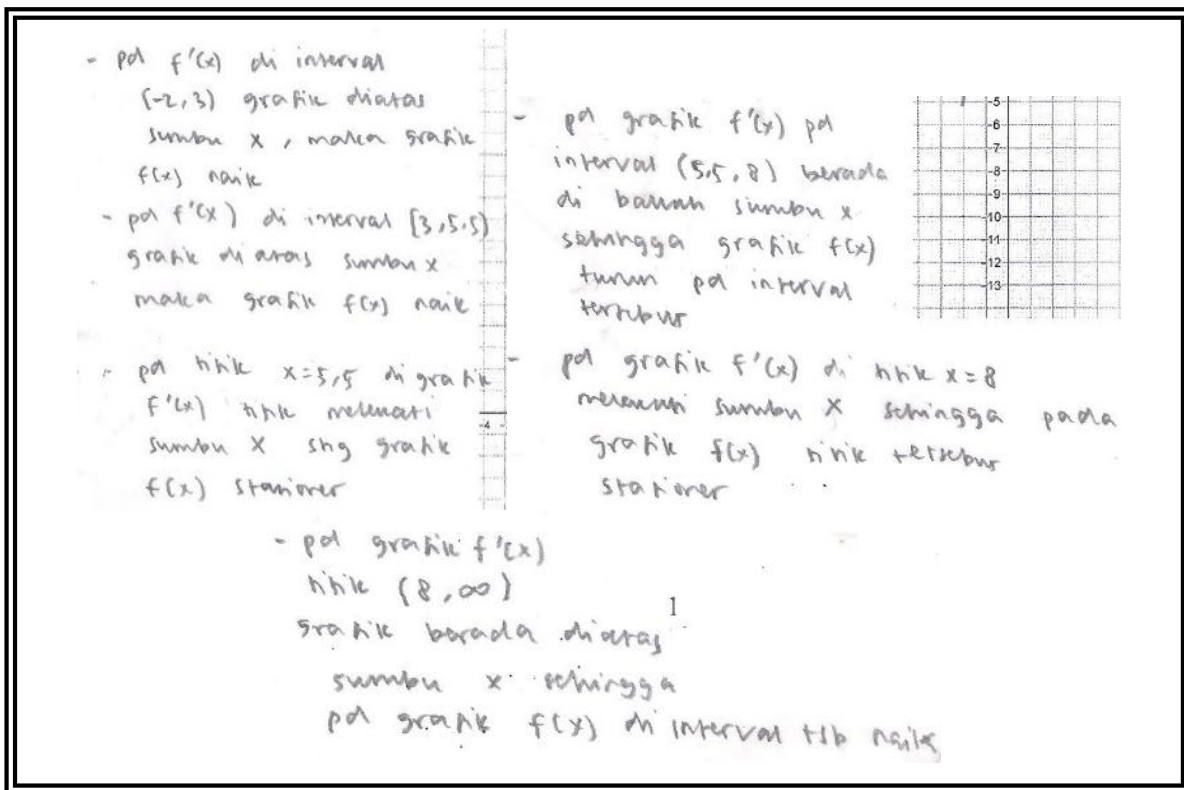 - pd f'(x) di interval
(-2, 3) grafik diatas
sumbu x, maka grafik
f(x) naik
- pd f'(x) di interval [3, 5.5)
grafik di atas sumbu x
maka grafik f(x) naik
- pd titik x=5,5 di grafik
f'(x) titik melewati
sumbu x shg grafik
f(x) stationer
-4
- pd grafik f'(x) pd
interval (5,5, 8) berada
di bawah sumbu x
sehingga grafik f(x)
turun pd interval
tersebut
-5
-6
-7
-8
-9
-10
-11
-12
-13
- pd grafik f'(x) di titik x=8
melewati sumbu x sehingga pada
grafik f(x) titik tersebut
stationer
- pd grafik f'(x)
titik (8, ∞)
1
grafik berada diatas
sumbu x sehingga
pd grafik f(x) di interval tsb naik